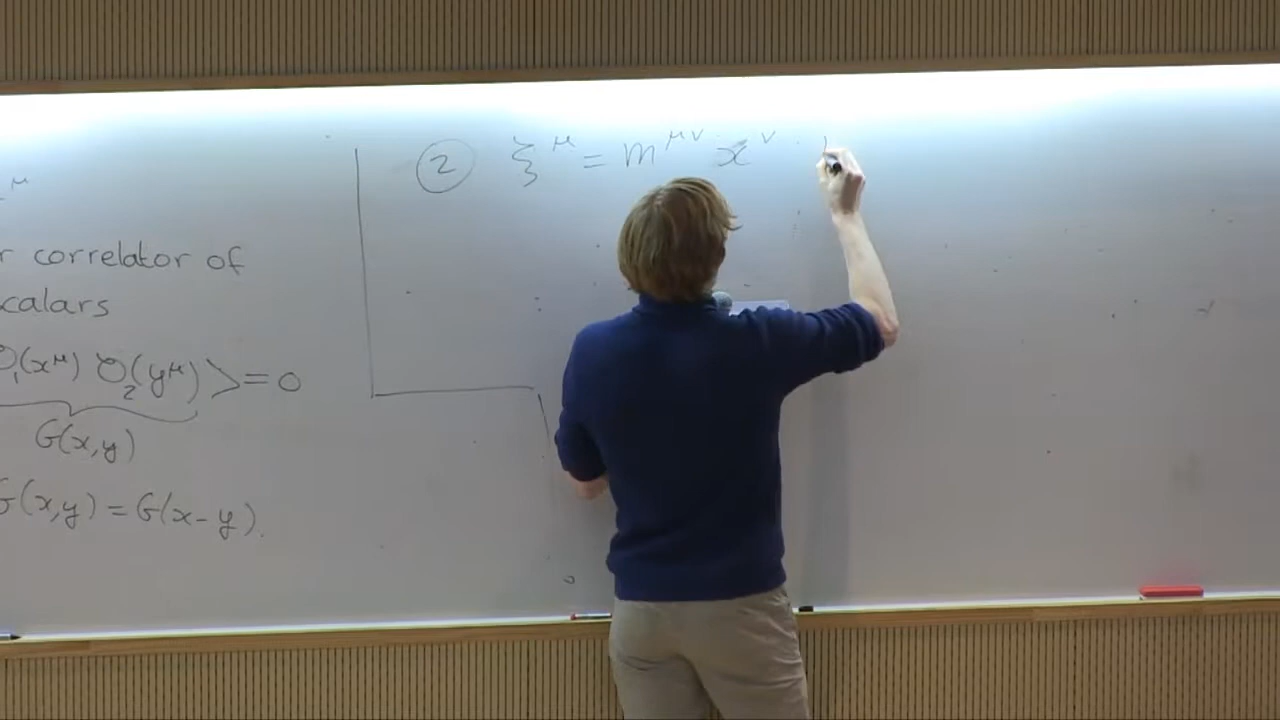 μ
r correlator of
calars
O₁(x^μ) O₂(y^μ) > = 0
G(x,y)
G(x,y) = G(x-y).
② ξ^μ = m^{μν} x^ν